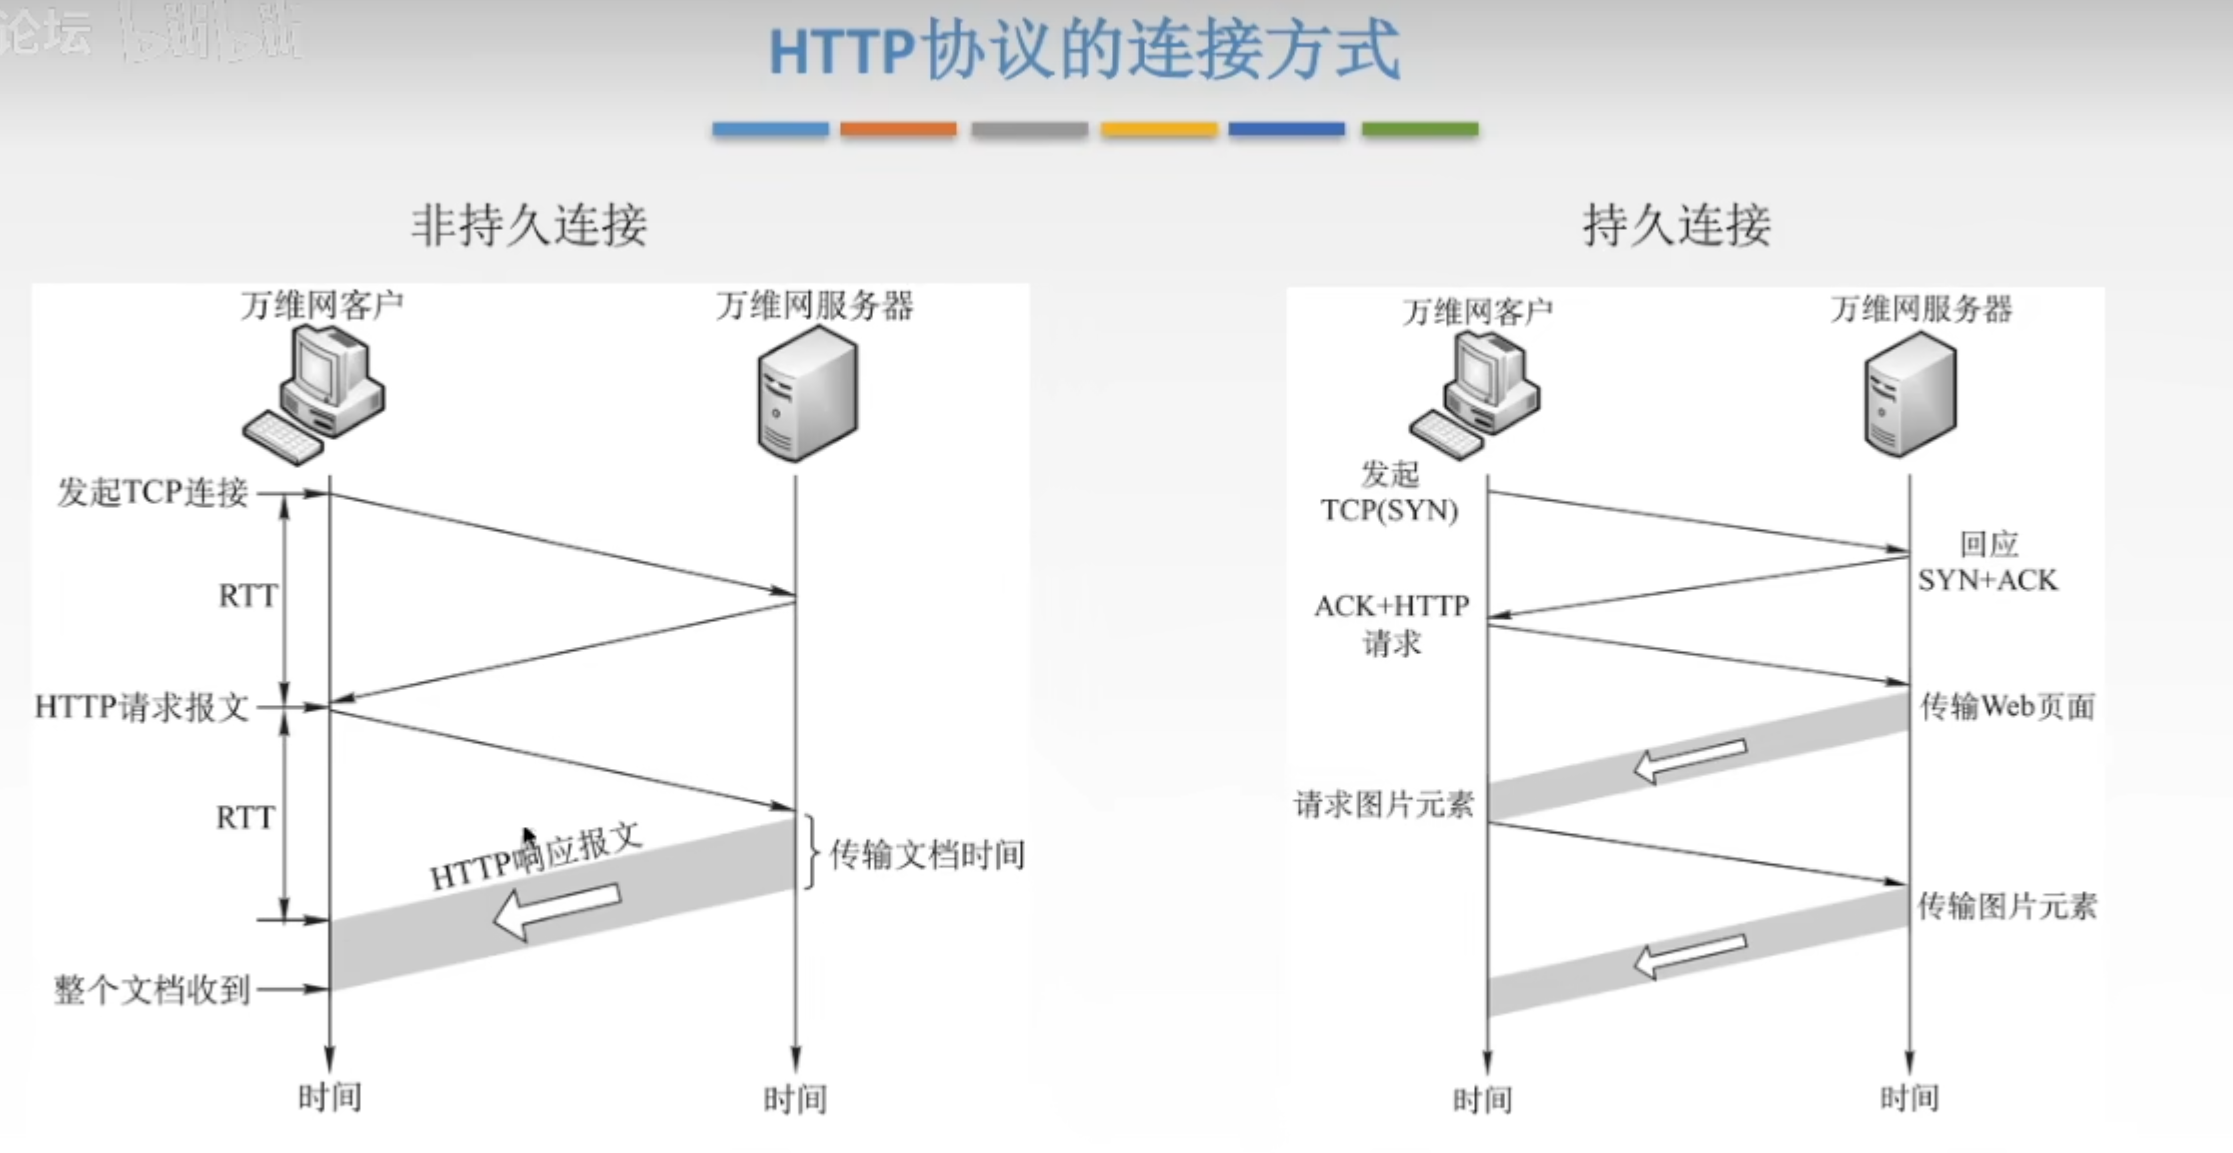 论坛 bilibili
HTTP协议的连接方式
非持久连接
万维网客户
万维网服务器
发起TCP连接
RTT
HTTP请求报文
RTT
HTTP响应报文
传输文档时间
整个文档收到
时间
时间
持久连接
万维网客户
万维网服务器
发起
TCP(SYN)
回应
SYN+ACK
ACK+HTTP
请求
传输Web页面
请求图片元素
传输图片元素
时间
时间